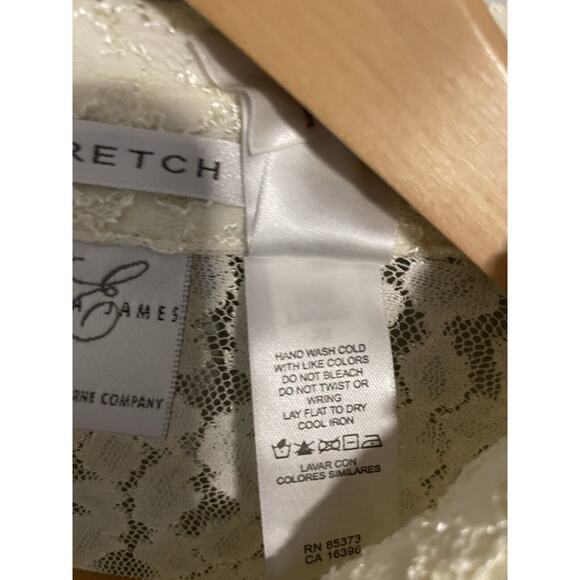 RETCH
JAMES
RNE COMPANY
HAND WASH COLD
WITH LIKE COLORS
DO NOT BLEACH
DO NOT TWIST OR
WRING
LAY FLAT TO DRY
COOL IRON
LAVAR CON
COLORES SIMILARES
RN 85373
CA 16396